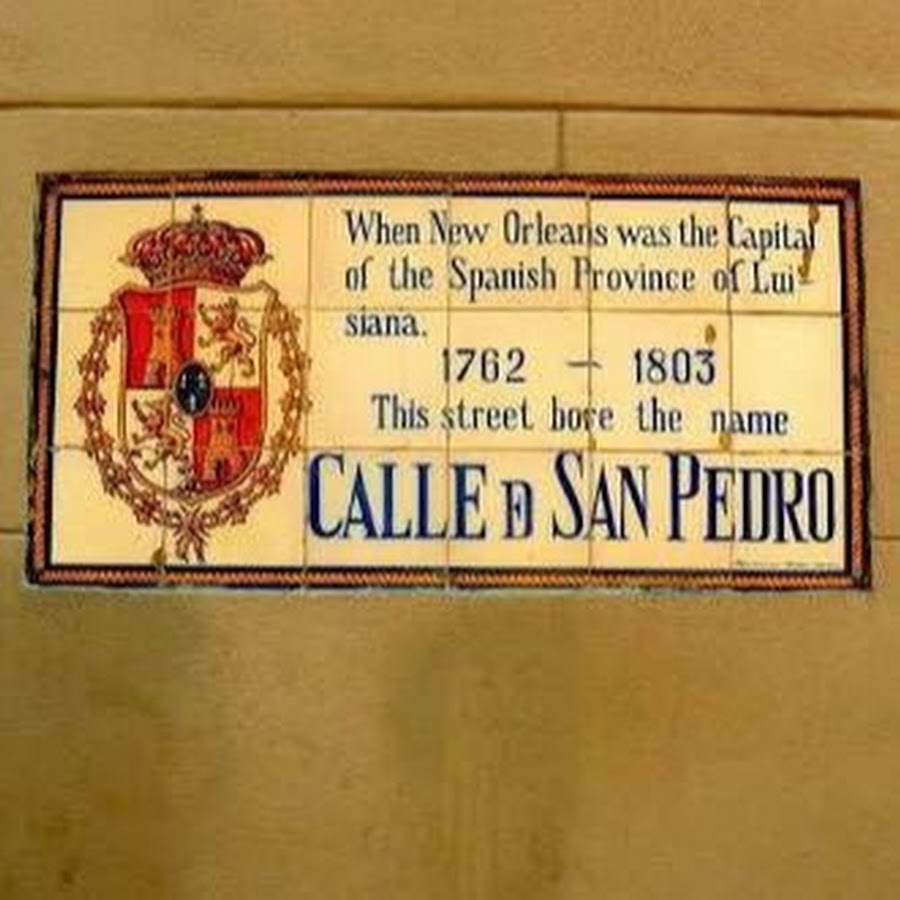 When New Orleans was the Capital
of the Spanish Province of Lui-
siana.
1762 — 1803
This street bore the name
CALLE D SAN PEDRO